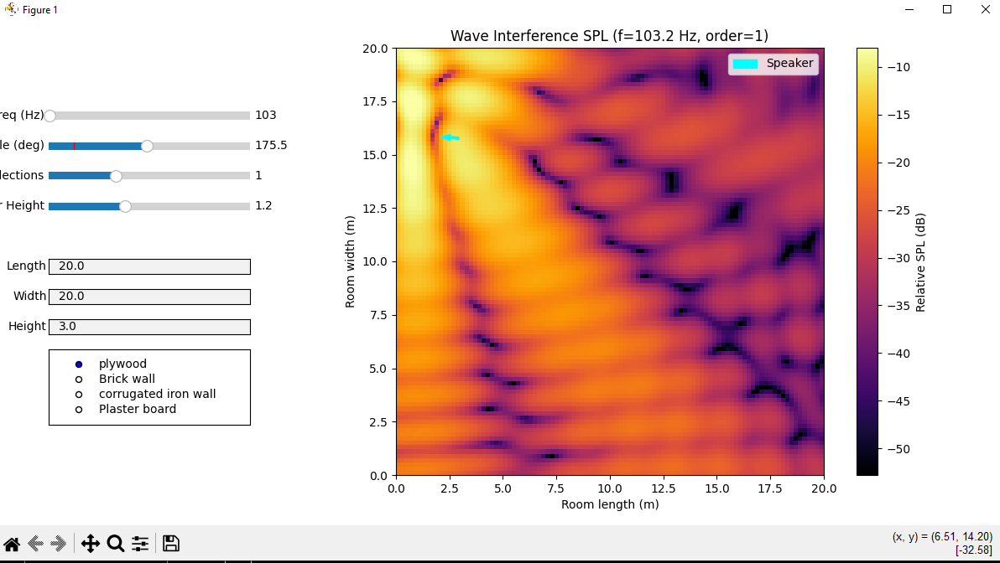 Figure 1
Wave Interference SPL (f=103.2 Hz, order=1)
Speaker
req (Hz) 103
le (deg) 175.5
lections 1
r Height 1.2
Length 20.0
Width 20.0
Height 3.0
plywood
Brick wall
corrugated iron wall
Plaster board
Room width (m)
20.0
17.5
15.0
12.5
10.0
7.5
5.0
2.5
0.0
0.0 2.5 5.0 7.5 10.0 12.5 15.0 17.5 20.0
Room length (m)
−10
−15
−20
−25
−30
−35
−40
−45
−50
Relative SPL (dB)
(x, y) = (6.51, 14.20)
[-32.58]